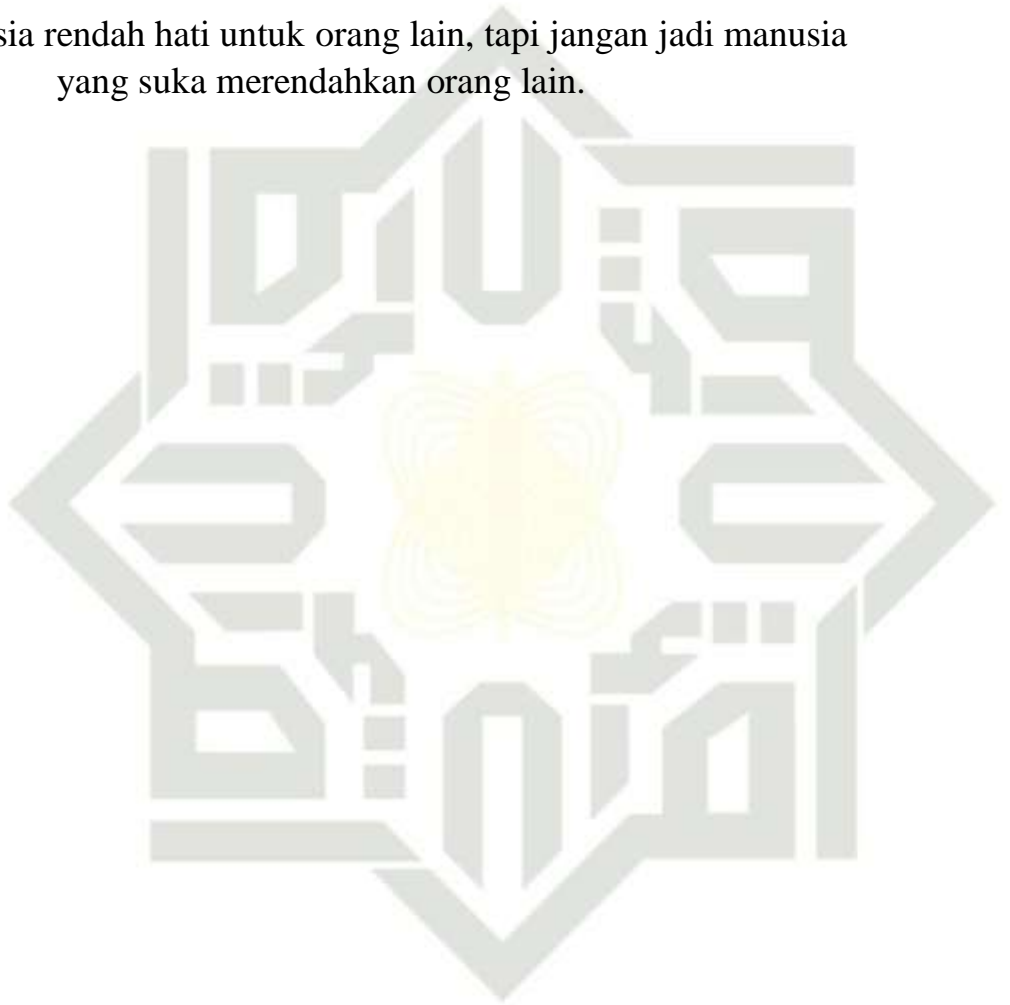 sia rendah hati untuk orang lain, tapi jangan jadi manusia
yang suka merendahkan orang lain.